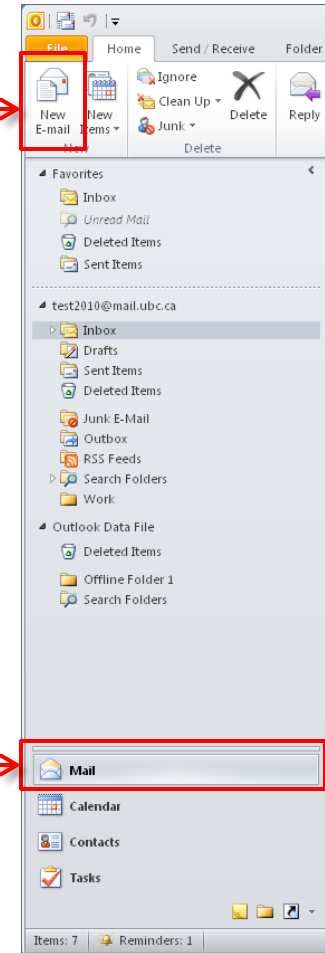 File Home Send / Receive Folder
New E-mail
New Items
Ignore
Clean Up
Junk
Delete
Reply
New Delete
Favorites
Inbox
Unread Mail
Deleted Items
Sent Items
test2010@mail.ubc.ca
Inbox
Drafts
Sent Items
Deleted Items
Junk E-Mail
Outbox
RSS Feeds
Search Folders
Work
Outlook Data File
Deleted Items
Offline Folder 1
Search Folders
Mail
Calendar
Contacts
Tasks
Items: 7 Reminders: 1